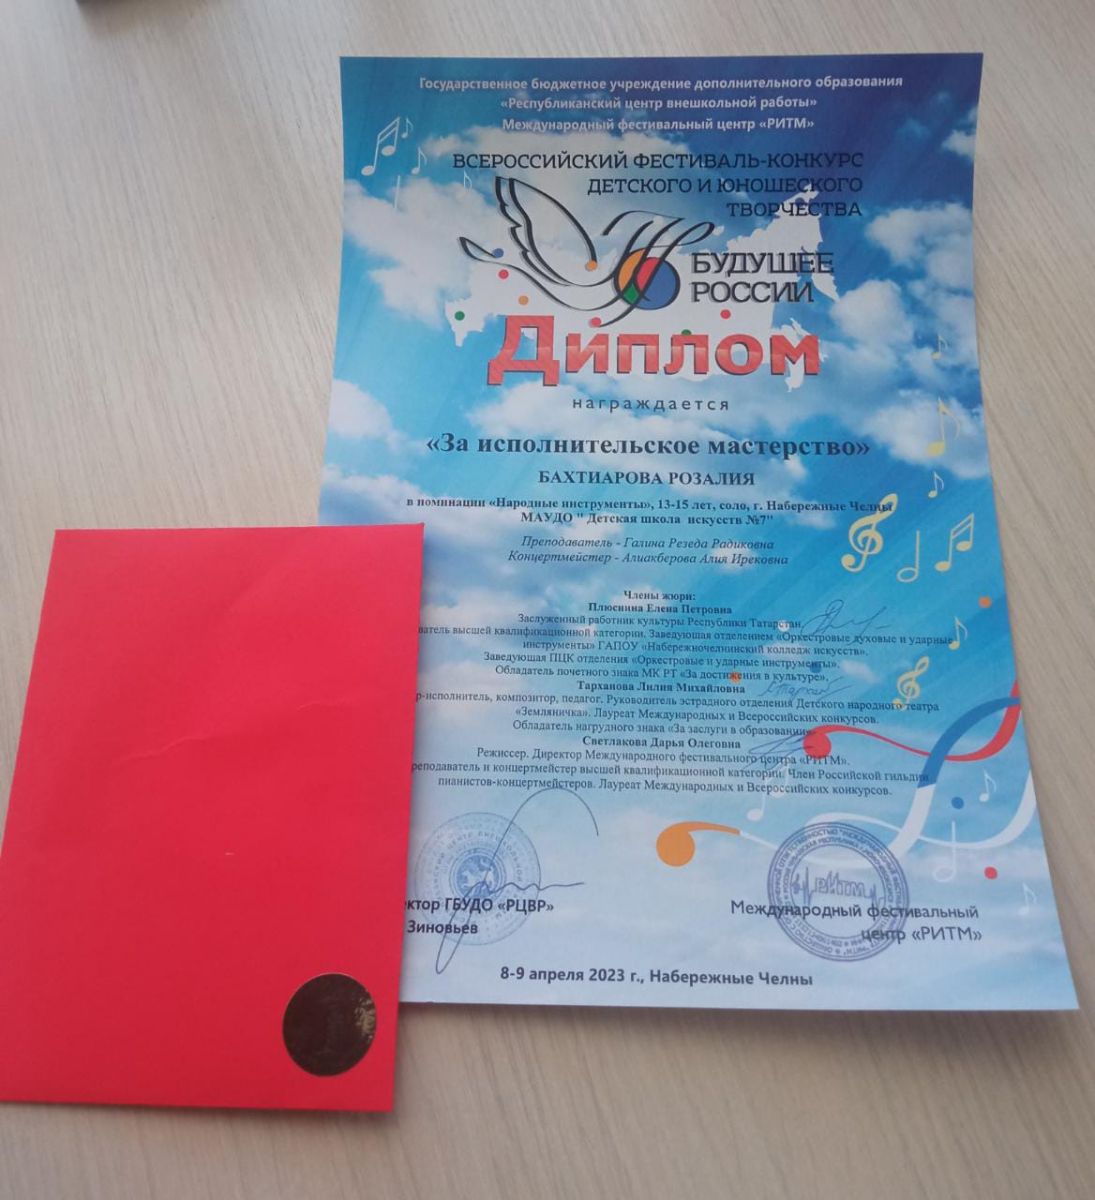 Государственное бюджетное учреждение дополнительного образования
«Республиканский центр внешкольной работы»
Международный фестивальный центр «РИТМ»
ВСЕРОССИЙСКИЙ ФЕСТИВАЛЬ-КОНКУРС
ДЕТСКОГО И ЮНОШЕСКОГО
ТВОРЧЕСТВА
БУДУЩЕЕ
РОССИИ
Диплом
награждается
«За исполнительское мастерство»
БАХТИАРОВА РОЗАЛИЯ
в номинации «Народные инструменты», 13-15 лет, соло, г. Набережные Челны
МАУДО " Детская школа искусств №7"
Преподаватель - Галина Резеда Радиковна
Концертмейстер - Алиакберова Алия Ирековна
Члены жюри:
Плюснина Елена Петровна
Заслуженный работник культуры Республики Татарстан.
ватель высшей квалификационной категории. Заведующая отделением «Оркестровые духовые и ударные
инструменты» ГАПОУ «Набережночелнинский колледж искусств».
Заведующая ПЦК отделения «Оркестровые и ударные инструменты».
Обладатель почетного знака МК РТ «За достижения в культуре».
Тарханова Лилия Михайловна
р-исполнитель, композитор, педагог. Руководитель эстрадного отделения Детского народного театра
«Земляничка». Лауреат Международных и Всероссийских конкурсов.
Обладатель нагрудного знака «За заслуги в образовании»
Светлакова Дарья Олеговна
Режиссер. Директор Международного фестивального центра «РИТМ».
реподаватель и концертмейстер высшей квалификационной категории. Член Российской гильдии
пианистов-концертмейстеров. Лауреат Международных и Всероссийских конкурсов.
ритм
ектор ГБУДО «РЦВР»
Зиновьев
Международный фестивальный
центр «РИТМ»
8-9 апреля 2023 г., Набережные Челны